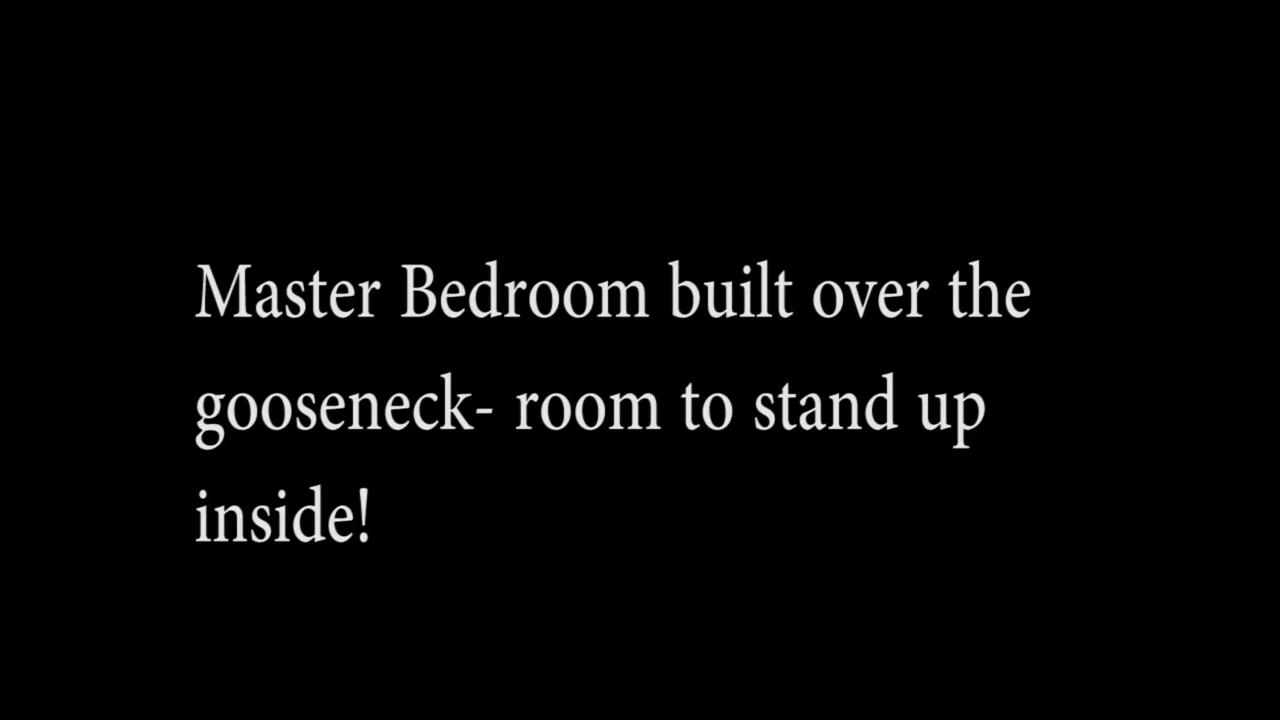 Master Bedroom built over the
gooseneck- room to stand up
inside!